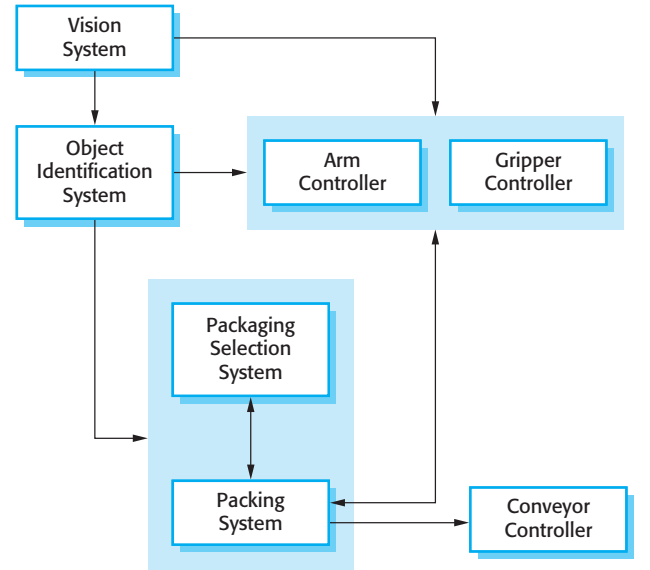 Vision
System
Object
Identification
System
Arm
Controller
Gripper
Controller
Packaging
Selection
System
Packing
System
Conveyor
Controller